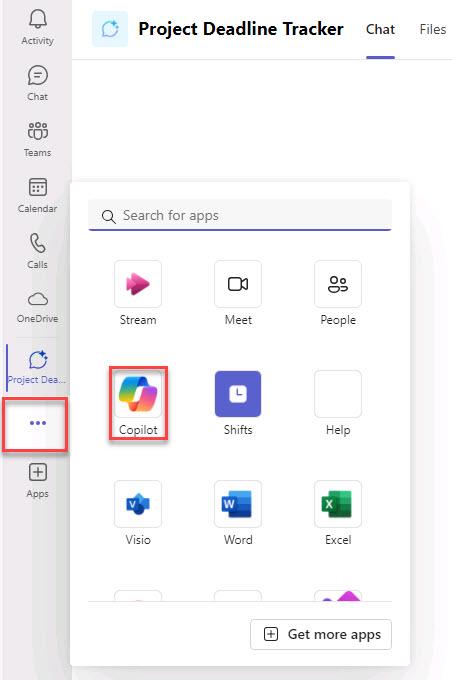 Activity
Chat
Teams
Calendar
Calls
OneDrive
Project Dea...
Apps
Project Deadline Tracker
Chat
Files
Search for apps
Stream
Meet
People
Copilot
Shifts
Help
Visio
Word
Excel
Get more apps